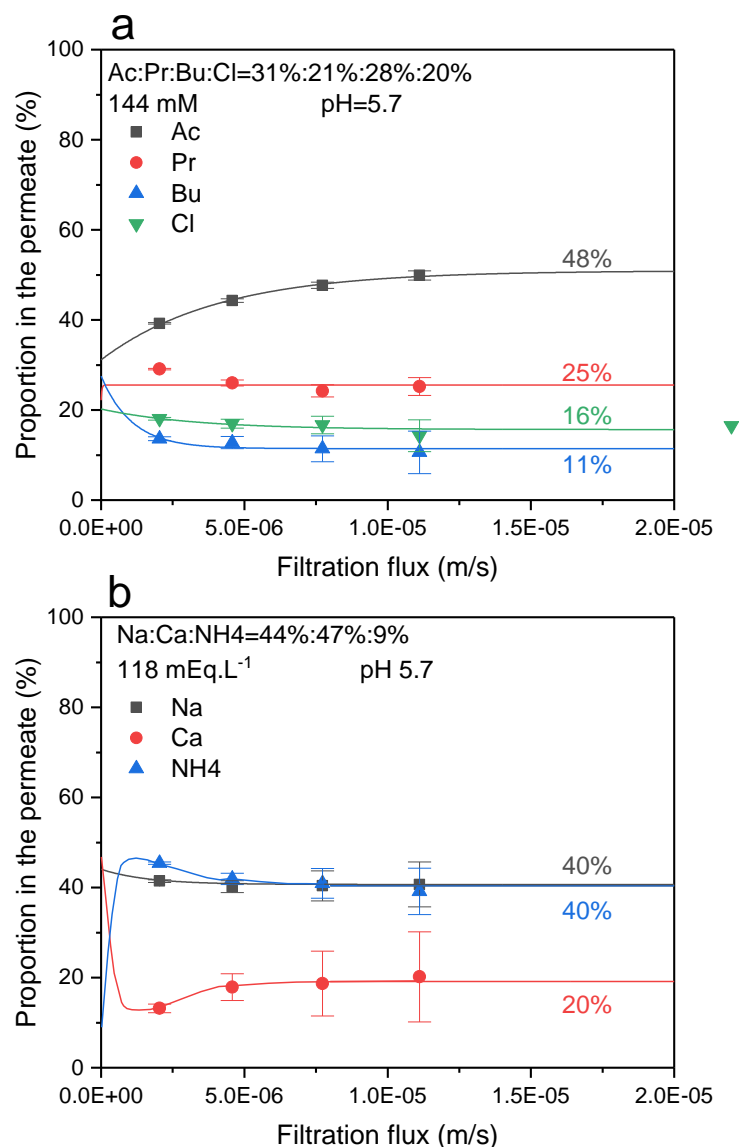 a
Ac:Pr:Bu:Cl=31%:21%:28%:20%
144 mM pH=5.7
Ac
Pr
Bu
Cl
48%
25%
16%
11%
100
80
60
40
20
0
0.0E+00 5.0E-06 1.0E-05 1.5E-05 2.0E-05
Proportion in the permeate (%)
Filtration flux (m/s)
b
Na:Ca:NH4=44%:47%:9%
118 mEq.L-1 pH 5.7
Na
Ca
NH4
40%
40%
20%
100
80
60
40
20
0
0.0E+00 5.0E-06 1.0E-05 1.5E-05 2.0E-05
Proportion in the permeate (%)
Filtration flux (m/s)